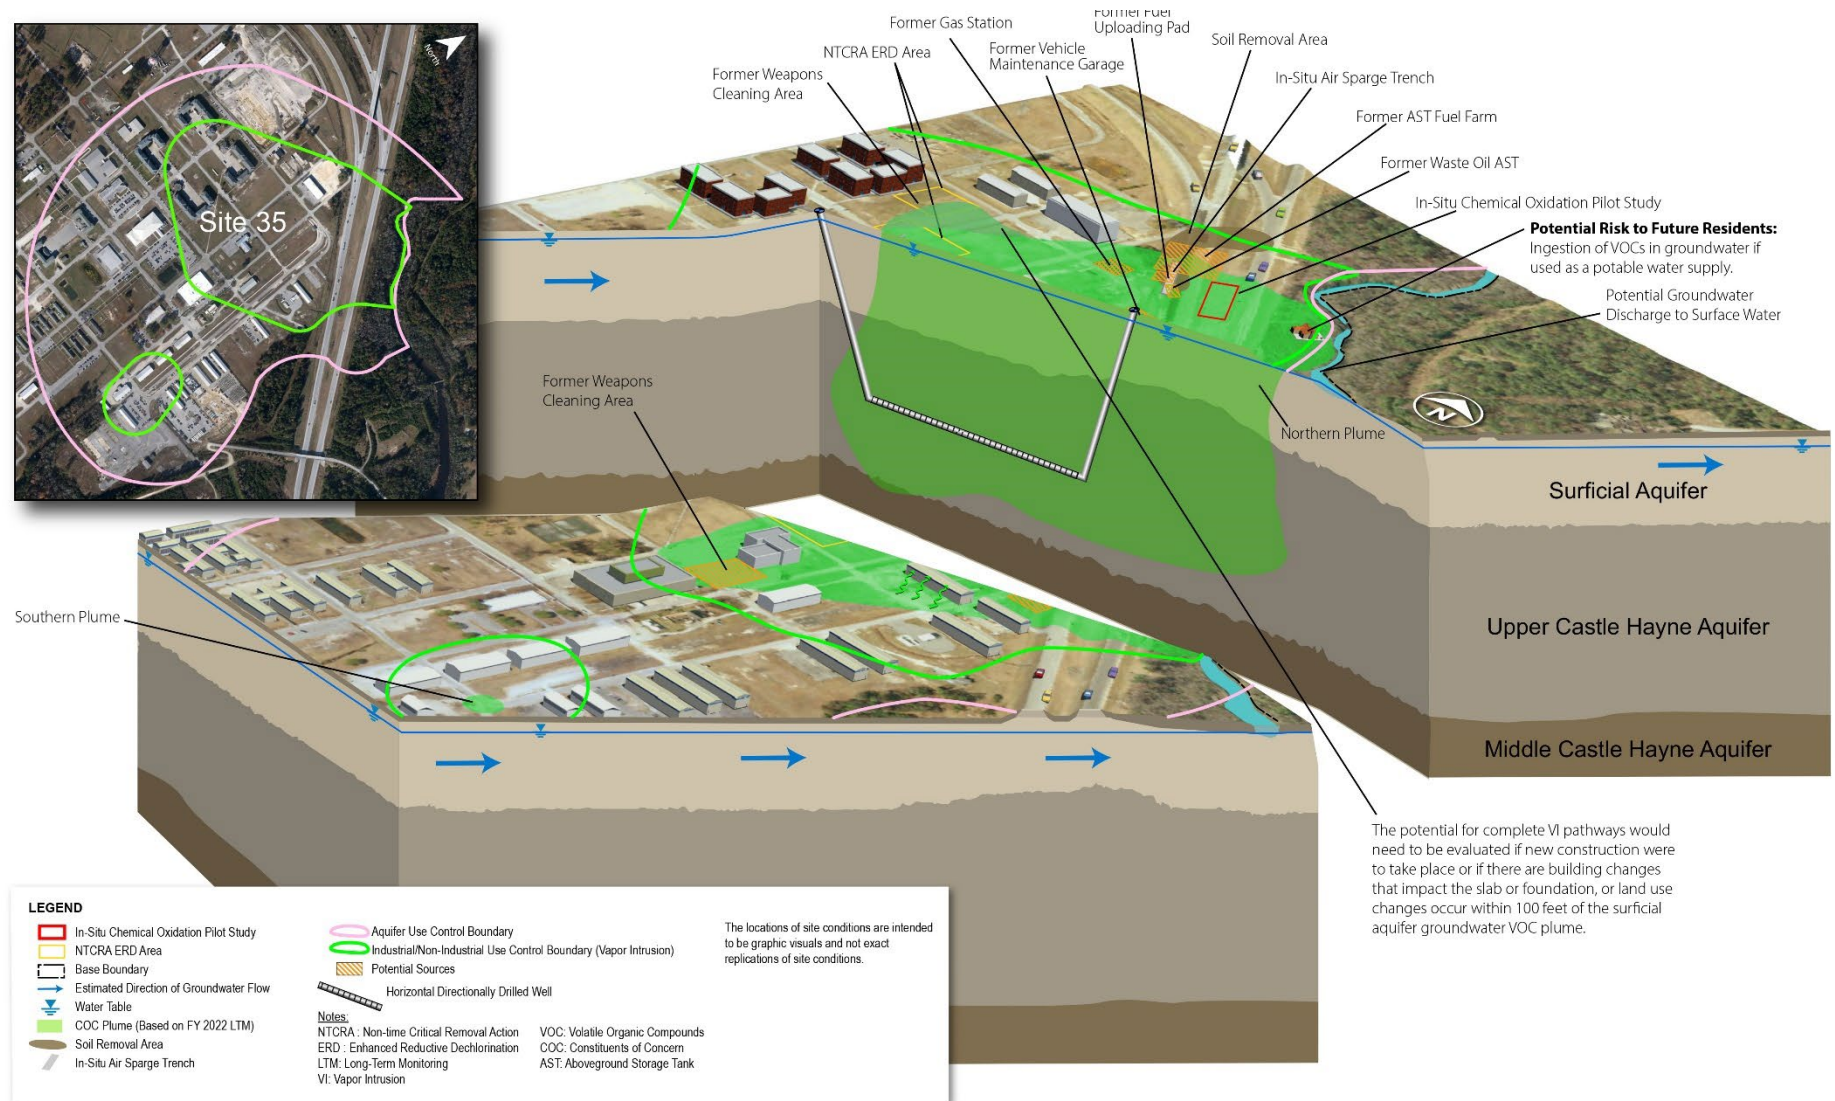 North
Site 35
Former Gas Station
NTCRA ERD Area
Former Weapons
Cleaning Area
Former Vehicle
Maintenance Garage
Former Fuel
Uploading Pad
Soil Removal Area
In-Situ Air Sparge Trench
Former AST Fuel Farm
Former Waste Oil AST
In-Situ Chemical Oxidation Pilot Study
Potential Risk to Future Residents:
Ingestion of VOCs in groundwater if
used as a potable water supply.
Potential Groundwater
Discharge to Surface Water
N
Northern Plume
Former Weapons
Cleaning Area
Southern Plume
Surficial Aquifer
Upper Castle Hayne Aquifer
Middle Castle Hayne Aquifer
The potential for complete VI pathways would
need to be evaluated if new construction were
to take place or if there are building changes
that impact the slab or foundation, or land use
changes occur within 100 feet of the surficial
aquifer groundwater VOC plume.
LEGEND
In-Situ Chemical Oxidation Pilot Study
NTCRA ERD Area
Base Boundary
Estimated Direction of Groundwater Flow
Water Table
COC Plume (Based on FY 2022 LTM)
Soil Removal Area
In-Situ Air Sparge Trench
Aquifer Use Control Boundary
Industrial/Non-Industrial Use Control Boundary (Vapor Intrusion)
Potential Sources
Horizontal Directionally Drilled Well
Notes:
NTCRA : Non-time Critical Removal Action
ERD : Enhanced Reductive Dechlorination
LTM: Long-Term Monitoring
VI: Vapor Intrusion
VOC: Volatile Organic Compounds
COC: Constituents of Concern
AST: Aboveground Storage Tank
The locations of site conditions are intended
to be graphic visuals and not exact
replications of site conditions.